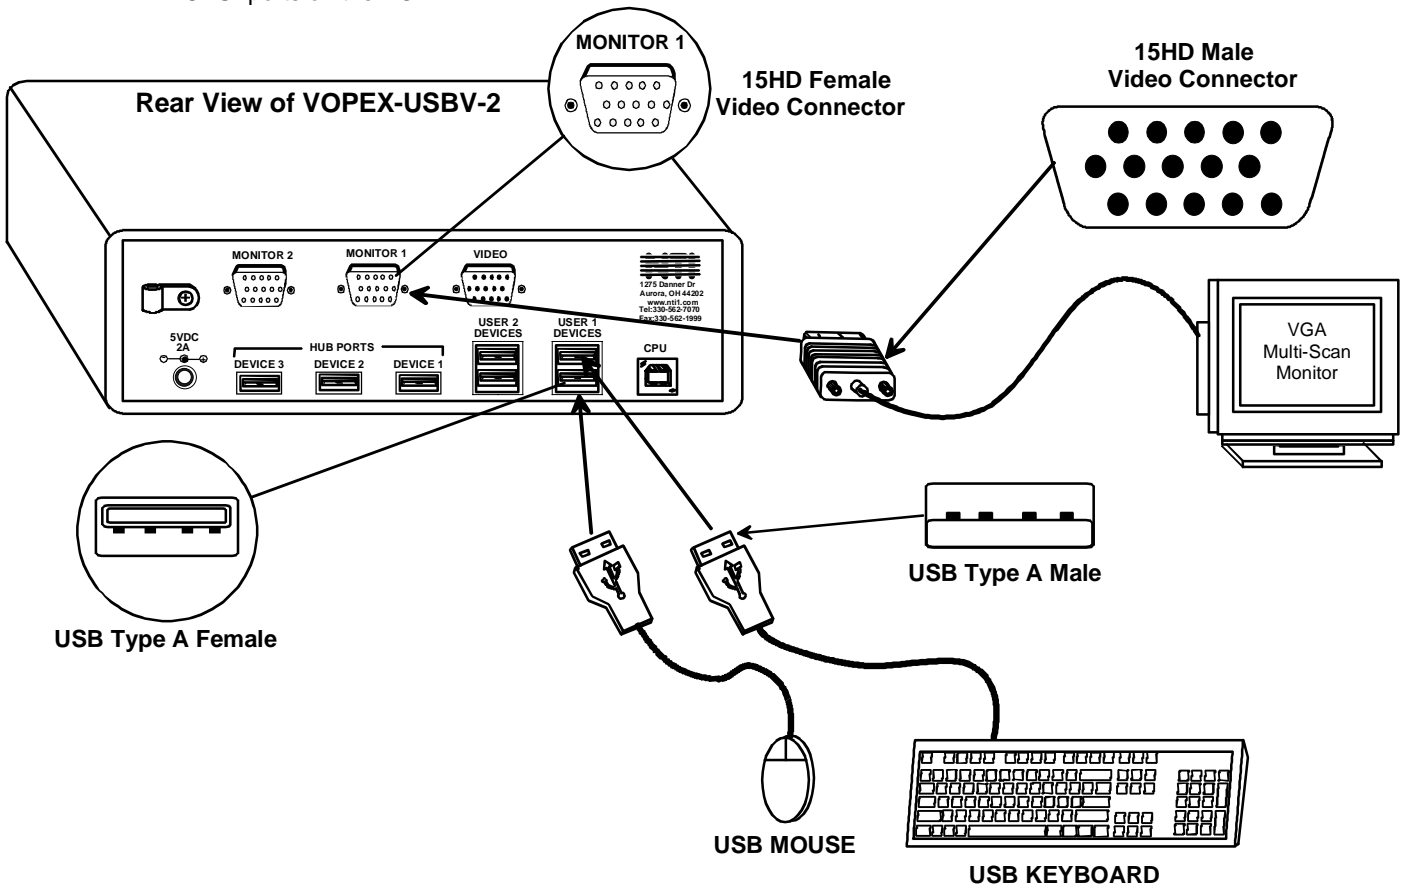 MONITOR 1
15HD Female
Video Connector
15HD Male
Video Connector
Rear View of VOPEX-USBV-2
MONITOR 2
MONITOR 1
VIDEO
1275 Danner Dr
Aurora, OH 44202
www.nti1.com
Tel:330-562-7070
Fax:330-562-1999
5VDC
2A
HUB PORTS
DEVICE 3
DEVICE 2
DEVICE 1
USER 2
DEVICES
USER 1
DEVICES
CPU
VGA
Multi-Scan
Monitor
USB Type A Female
USB Type A Male
USB MOUSE
USB KEYBOARD